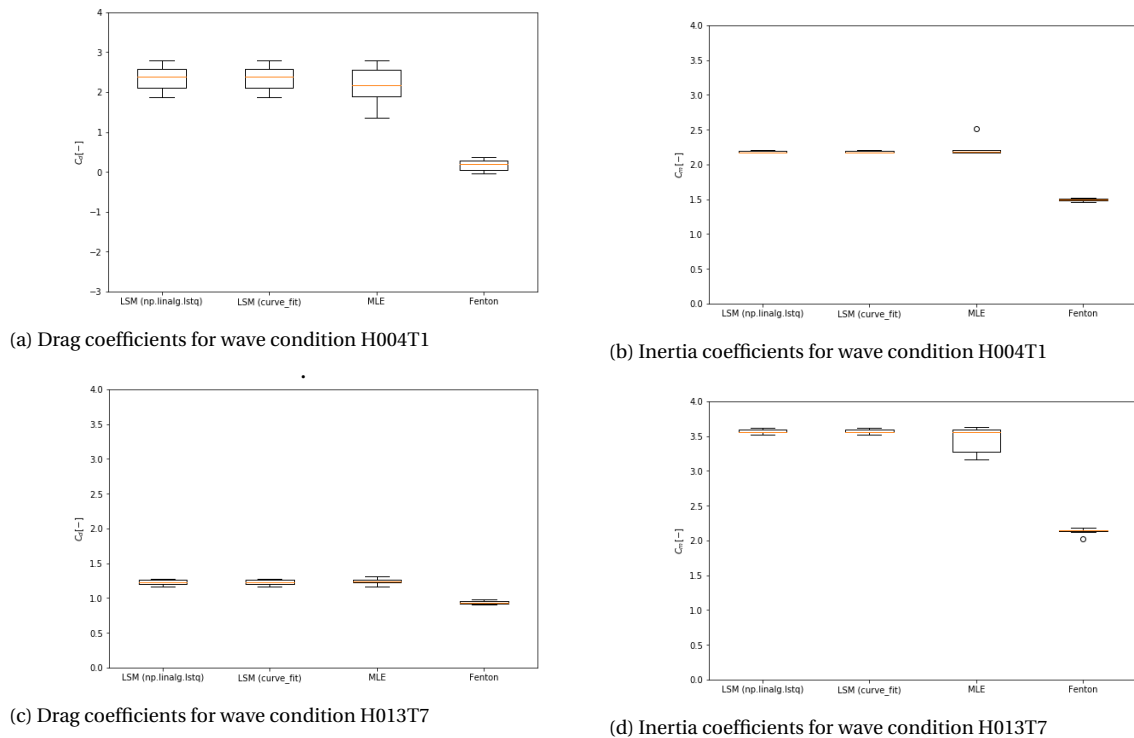 4
3
2
1
0
−1
−2
−3
C_d[−]
LSM (np.linalg.lstq)
LSM (curve_fit)
MLE
Fenton
(a) Drag coefficients for wave condition H004T1
4.0
3.5
3.0
2.5
2.0
1.5
1.0
0.5
0.0
C_m[−]
LSM (np.linalg.lstq)
LSM (curve_fit)
MLE
Fenton
(b) Inertia coefficients for wave condition H004T1
4.0
3.5
3.0
2.5
2.0
1.5
1.0
0.5
0.0
C_d[−]
LSM (np.linalg.lstq)
LSM (curve_fit)
MLE
Fenton
(c) Drag coefficients for wave condition H013T7
4.0
3.5
3.0
2.5
2.0
1.5
1.0
0.5
0.0
C_m[−]
LSM (np.linalg.lstq)
LSM (curve_fit)
MLE
Fenton
(d) Inertia coefficients for wave condition H013T7